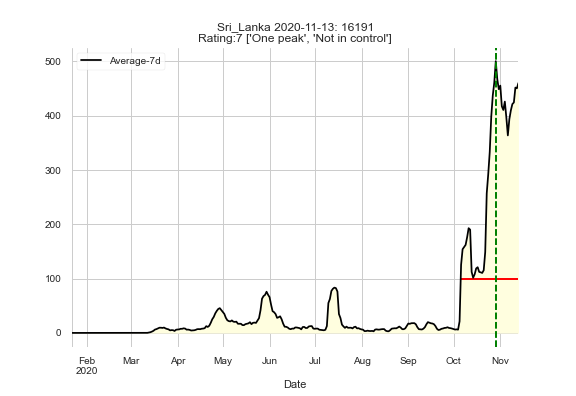 Sri_Lanka 2020-11-13: 16191
Rating:7 ['One peak', 'Not in control']
Average-7d
500
400
300
200
100
0
Feb Mar Apr May Jun Jul Aug Sep Oct Nov
2020
Date